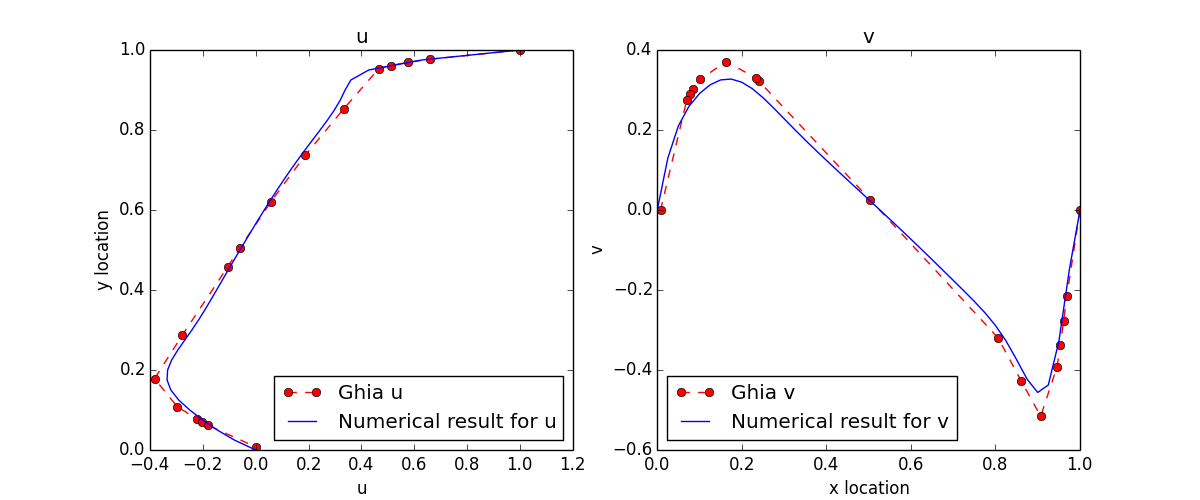 u
1.0
0.8
0.6
0.4
0.2
0.0
y location
−0.4 −0.2 0.0 0.2 0.4 0.6 0.8 1.0 1.2
u
Ghia u
Numerical result for u
v
0.4
0.2
0.0
−0.2
−0.4
−0.6
v
0.0 0.2 0.4 0.6 0.8 1.0
x location
Ghia v
Numerical result for v